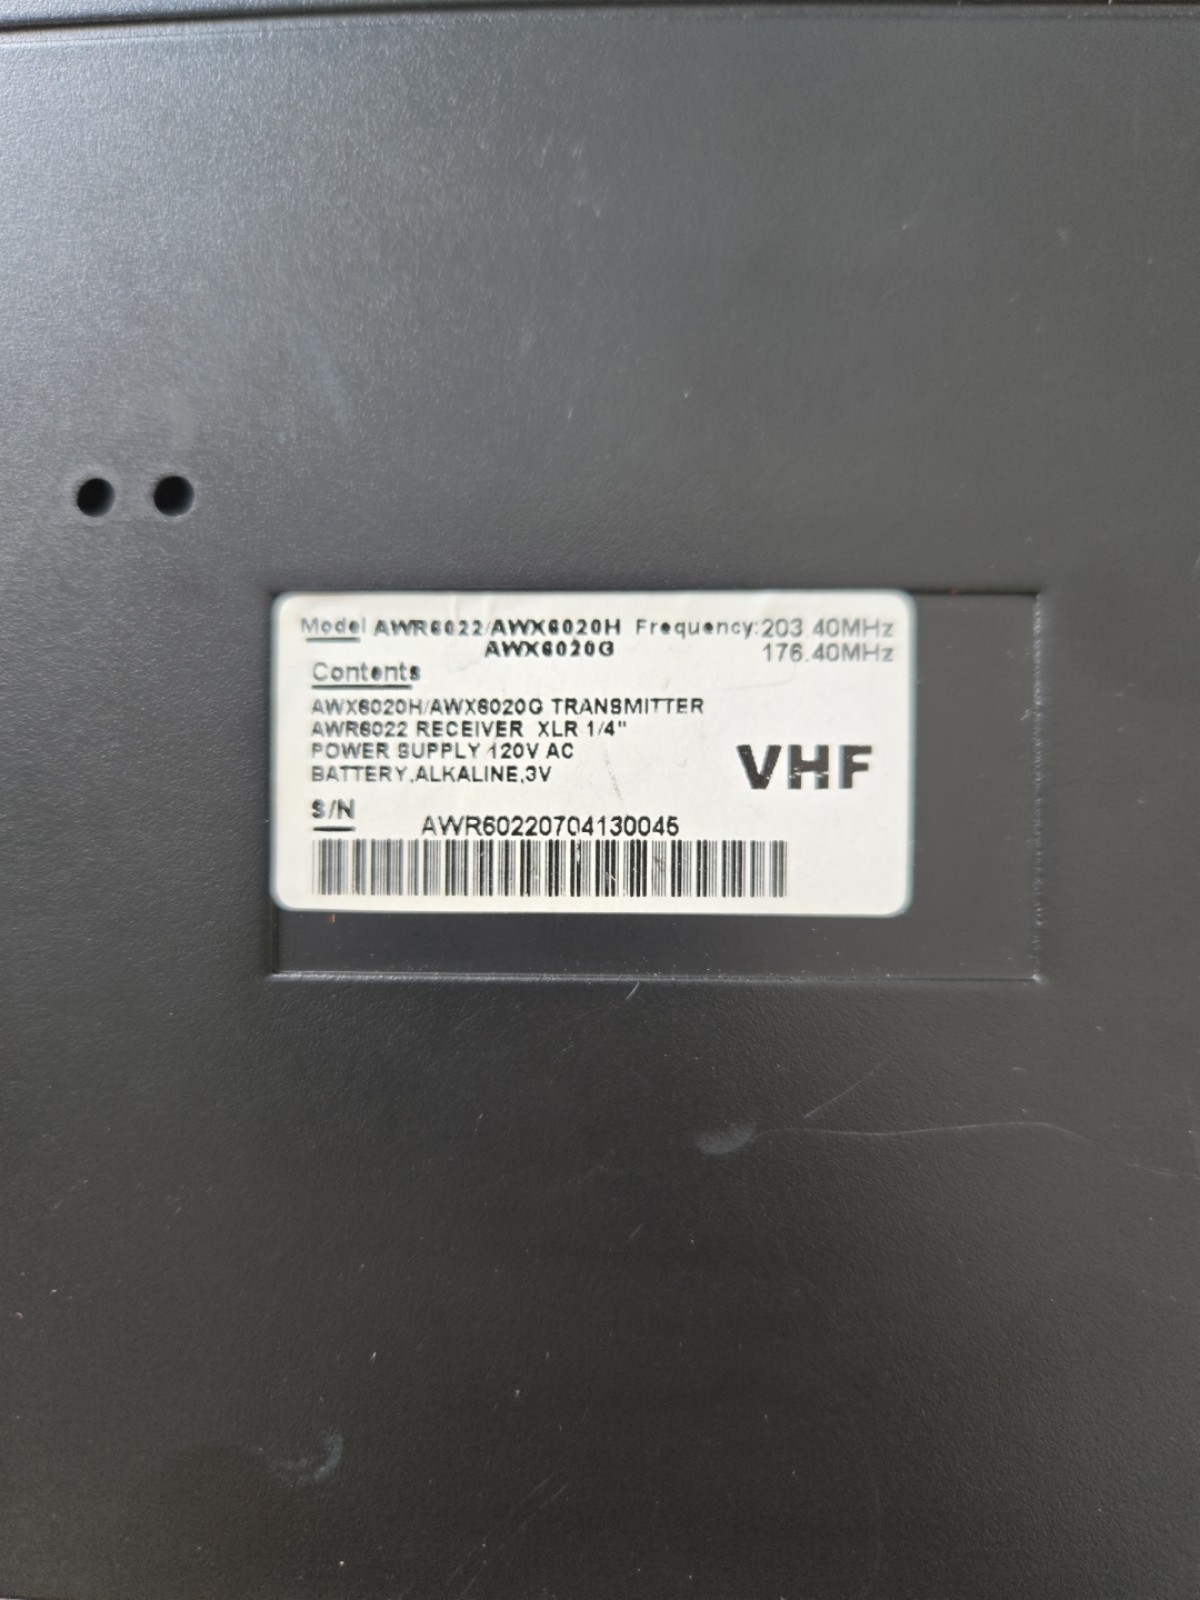 Model AWR6022/AWX6020H Frequency:203.40MHz
AWX6020G 176.40MHz
Contents
AWX6020H/AWX6020G TRANSMITTER
AWR6022 RECEIVER XLR 1/4"
POWER SUPPLY 120V AC
BATTERY,ALKALINE,3V
VHF
S/N
AWR60220704130045